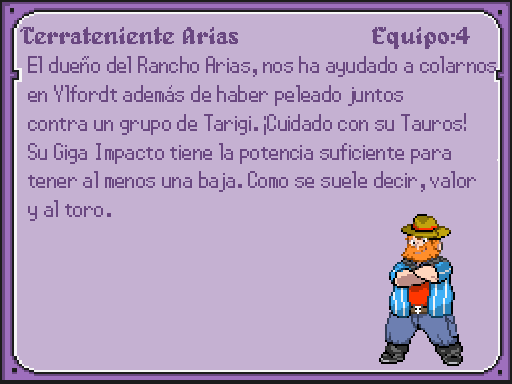 Terrateniente Arias Equipo:4
El dueño del Rancho Arias, nos ha ayudado a colarnos
en Ylfordt además de haber peleado juntos
contra un grupo de Tarigi. ¡Cuidado con su Tauros!
Su Giga Impacto tiene la potencia suficiente para
tener al menos una baja. Como se suele decir, valor
y al toro.